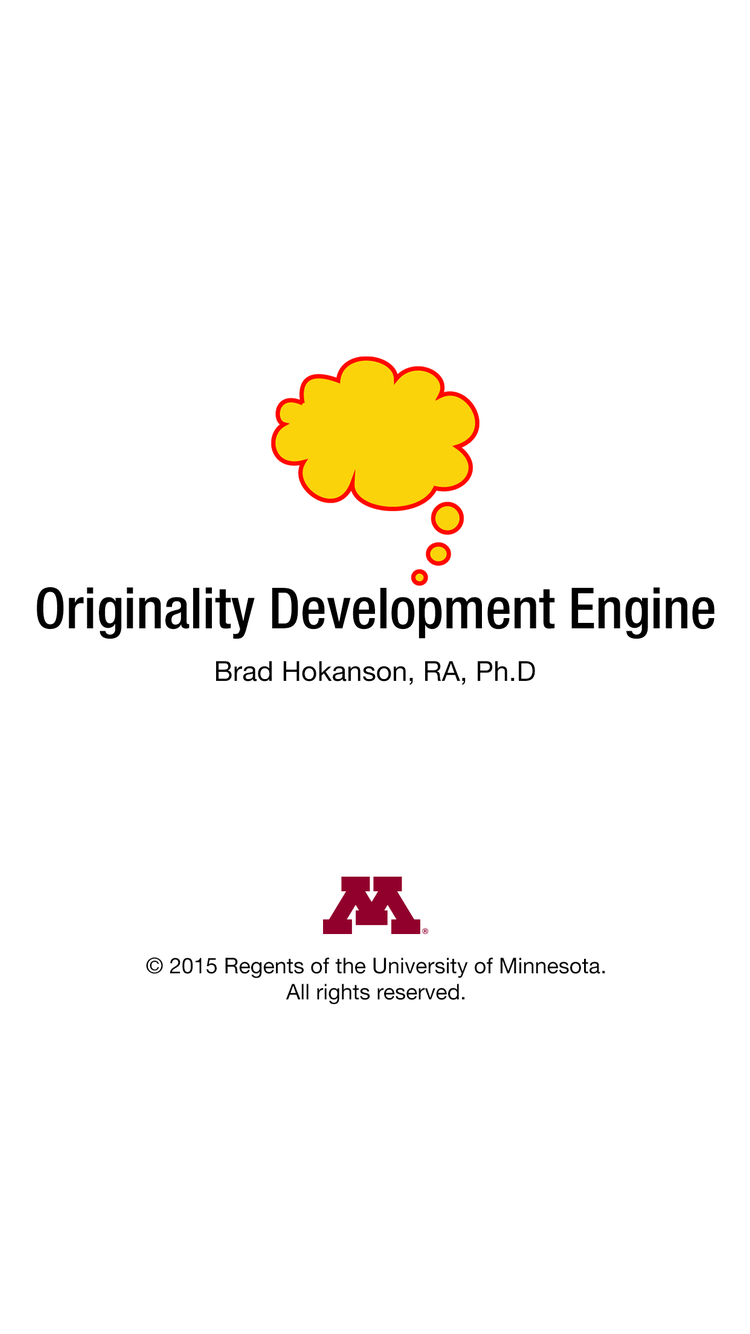 Originality Development Engine
Brad Hokanson, RA, Ph.D
M®
© 2015 Regents of the University of Minnesota.
All rights reserved.